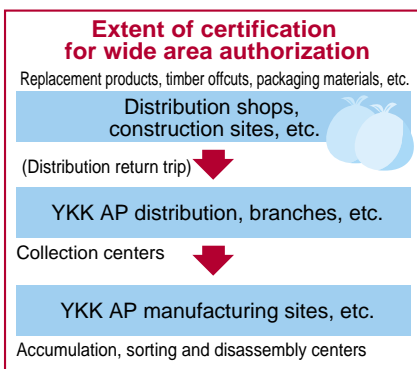 Extent of certification
for wide area authorization
Replacement products, timber offcuts, packaging materials, etc.
Distribution shops,
construction sites, etc.
(Distribution return trip)
YKK AP distribution, branches, etc.
Collection centers
YKK AP manufacturing sites, etc.
Accumulation, sorting and disassembly centers